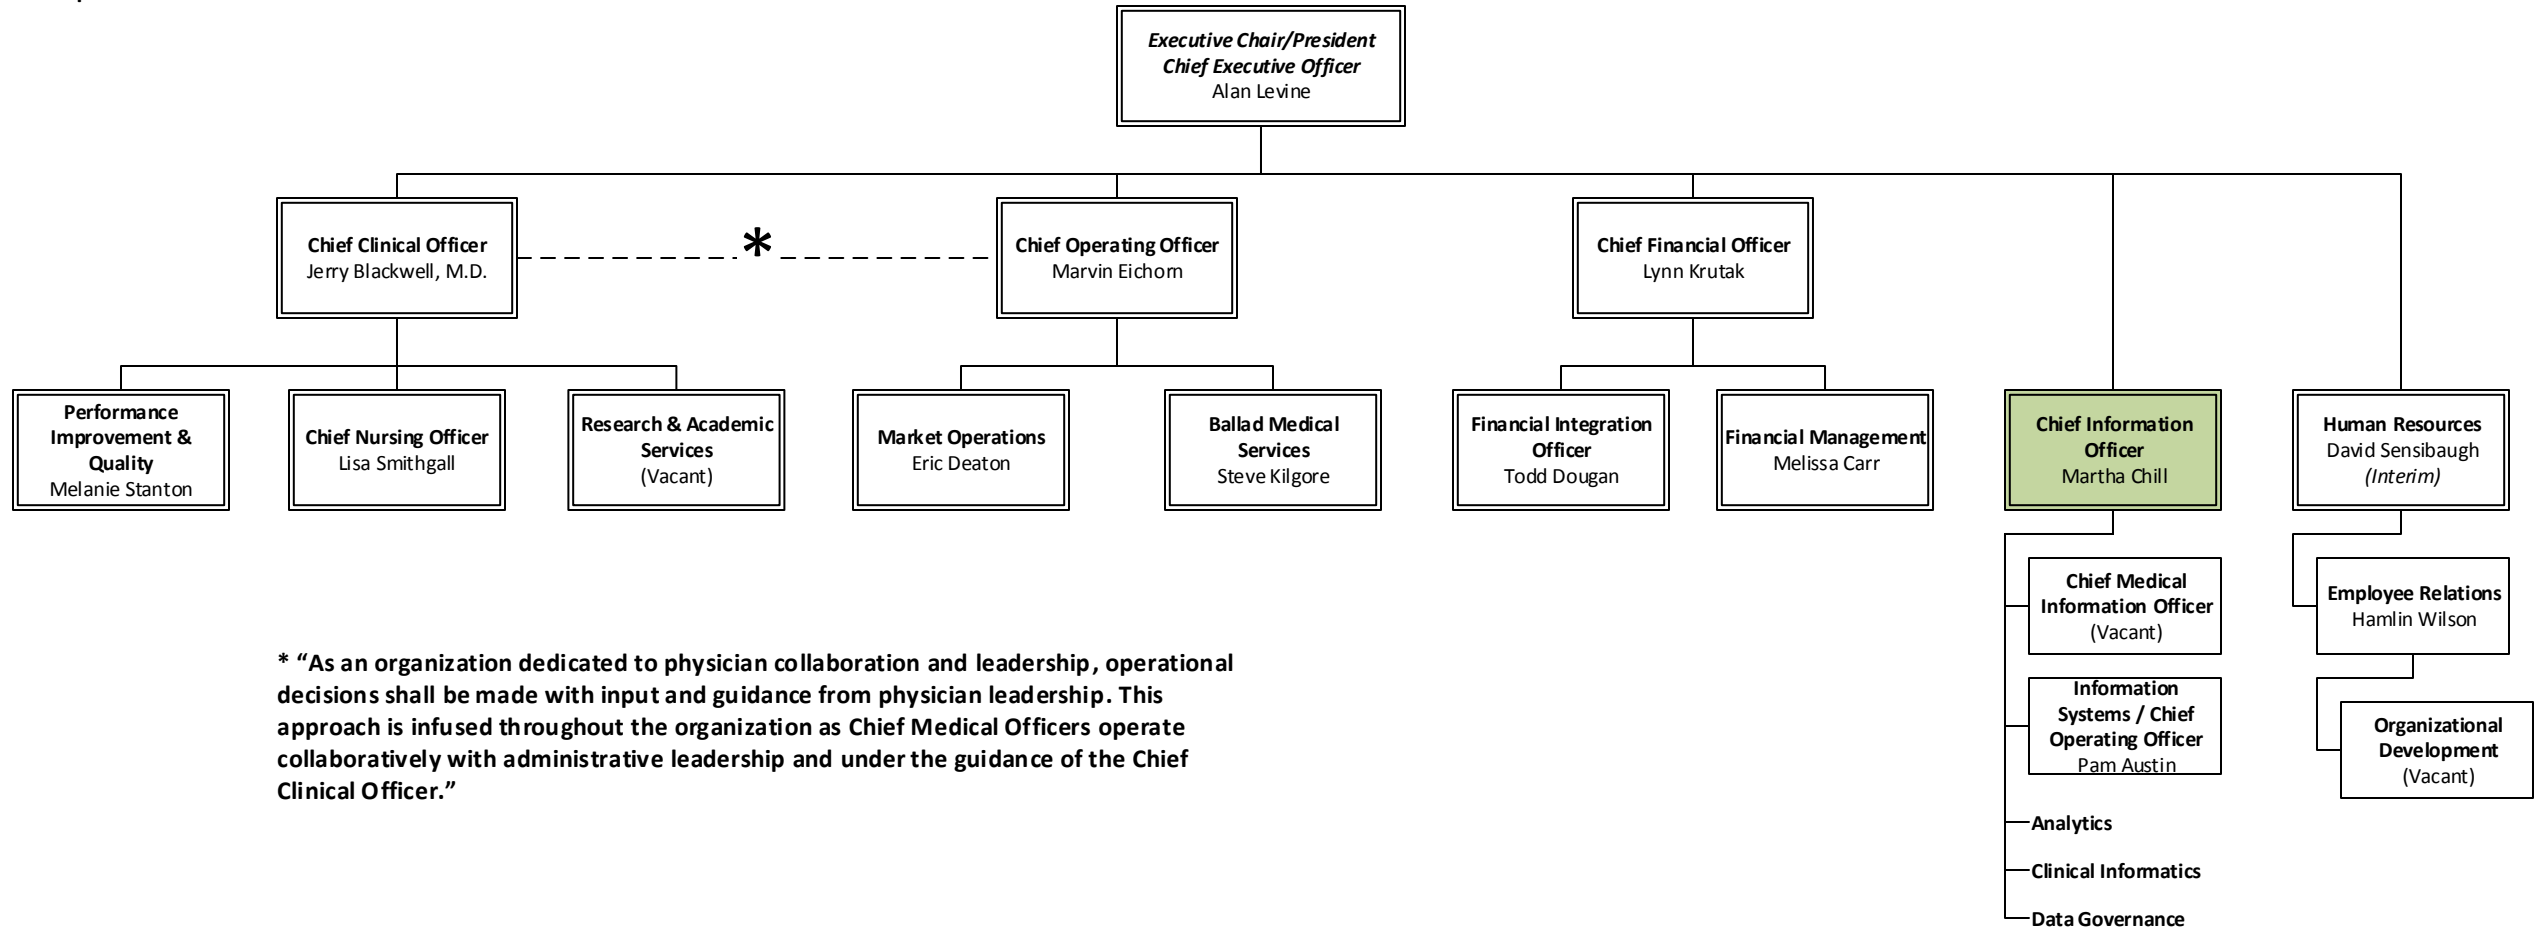 Executive Chair/President
Chief Executive Officer
Alan Levine
Chief Clinical Officer
Jerry Blackwell, M.D.
*
Chief Operating Officer
Marvin Eichorn
Chief Financial Officer
Lynn Krutak
Performance
Improvement &
Quality
Melanie Stanton
Chief Nursing Officer
Lisa Smithgall
Research & Academic
Services
(Vacant)
Market Operations
Eric Deaton
Ballad Medical
Services
Steve Kilgore
Financial Integration
Officer
Todd Dougan
Financial Management
Melissa Carr
Chief Information
Officer
Martha Chill
Human Resources
David Sensibaugh
(Interim)
Chief Medical
Information Officer
(Vacant)
Information
Systems / Chief
Operating Officer
Pam Austin
Analytics
Clinical Informatics
Data Governance
Employee Relations
Hamlin Wilson
Organizational
Development
(Vacant)
* “As an organization dedicated to physician collaboration and leadership, operational
decisions shall be made with input and guidance from physician leadership. This
approach is infused throughout the organization as Chief Medical Officers operate
collaboratively with administrative leadership and under the guidance of the Chief
Clinical Officer.”